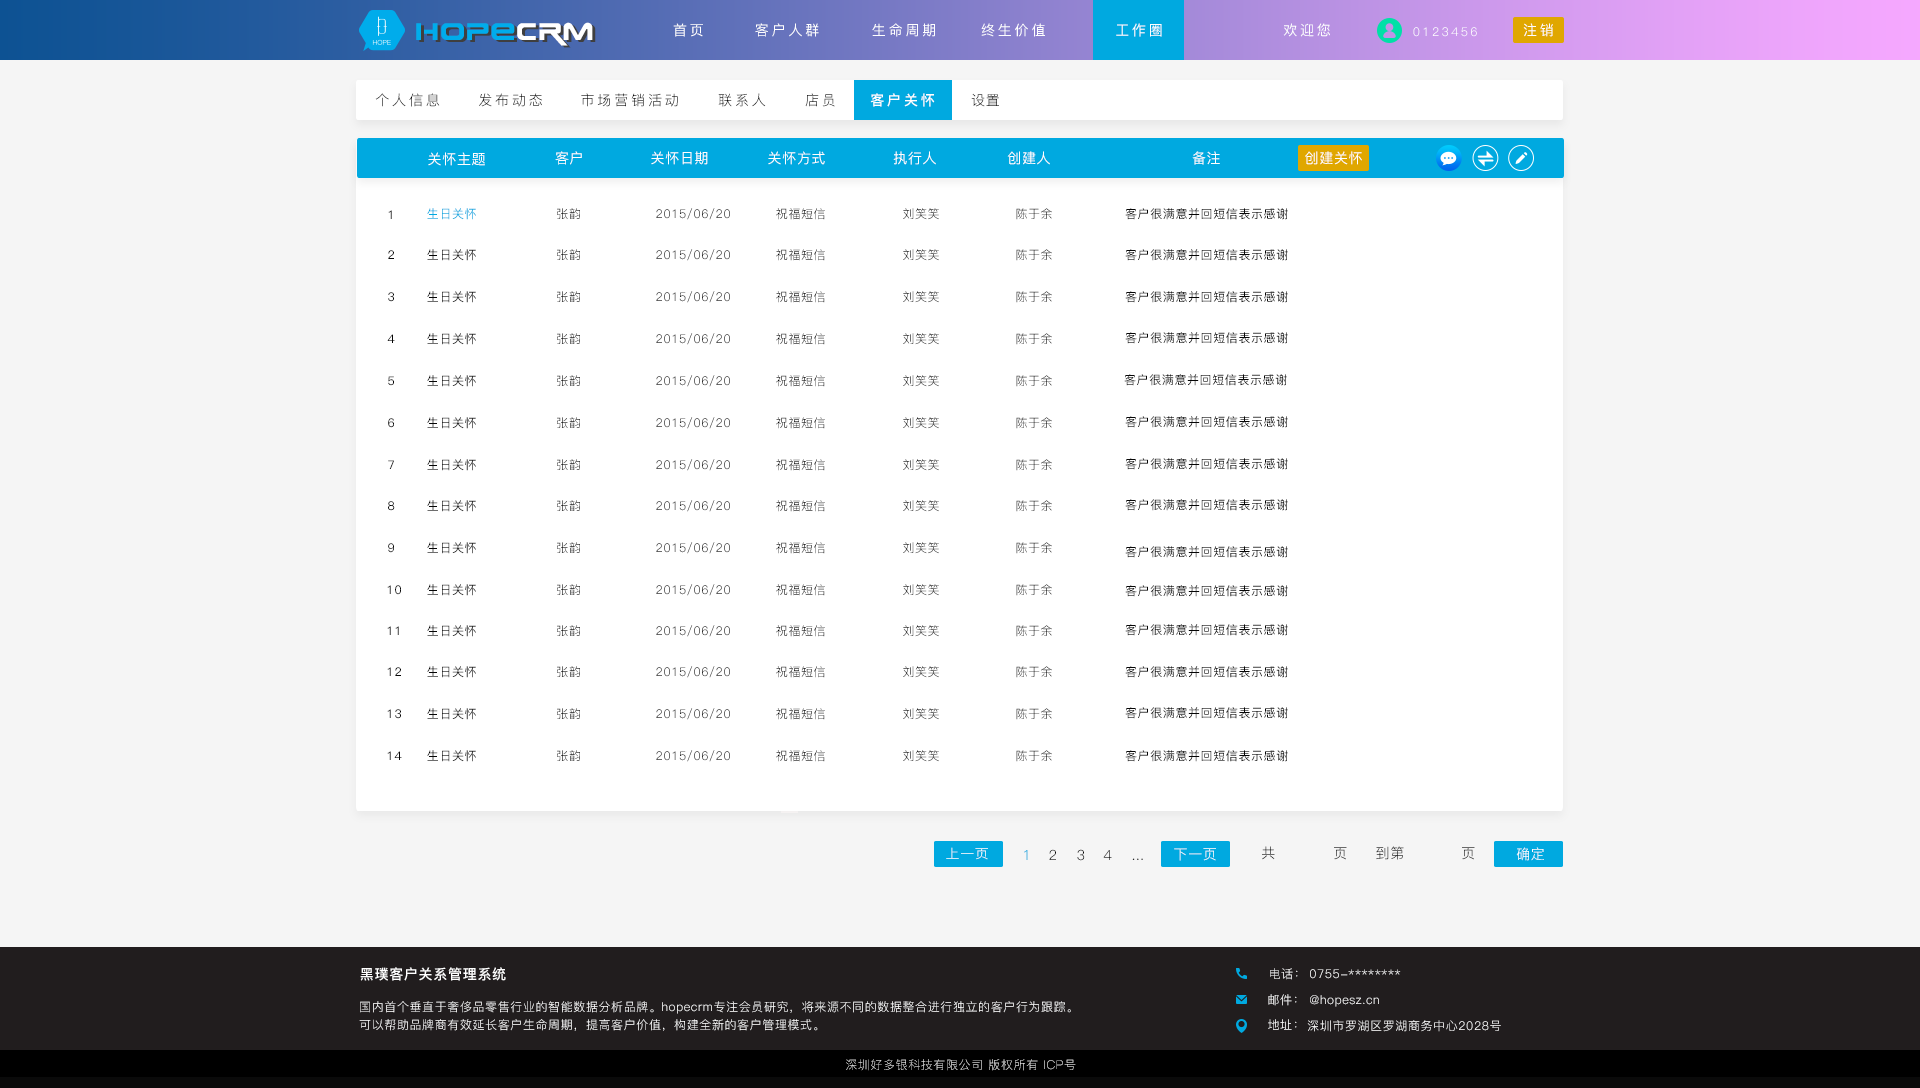 HOPE HOPECRM 首页 客户人群 生命周期 终生价值 工作圈 欢迎您 0123456 注销
个人信息 发布动态 市场营销活动 联系人 店员 客户关怀 设置
关怀主题 客户 关怀日期 关怀方式 执行人 创建人 备注 创建关怀
1 生日关怀 张韵 2015/06/20 祝福短信 刘笑笑 陈于余 客户很满意并回短信表示感谢
2 生日关怀 张韵 2015/06/20 祝福短信 刘笑笑 陈于余 客户很满意并回短信表示感谢
3 生日关怀 张韵 2015/06/20 祝福短信 刘笑笑 陈于余 客户很满意并回短信表示感谢
4 生日关怀 张韵 2015/06/20 祝福短信 刘笑笑 陈于余 客户很满意并回短信表示感谢
5 生日关怀 张韵 2015/06/20 祝福短信 刘笑笑 陈于余 客户很满意并回短信表示感谢
6 生日关怀 张韵 2015/06/20 祝福短信 刘笑笑 陈于余 客户很满意并回短信表示感谢
7 生日关怀 张韵 2015/06/20 祝福短信 刘笑笑 陈于余 客户很满意并回短信表示感谢
8 生日关怀 张韵 2015/06/20 祝福短信 刘笑笑 陈于余 客户很满意并回短信表示感谢
9 生日关怀 张韵 2015/06/20 祝福短信 刘笑笑 陈于余 客户很满意并回短信表示感谢
10 生日关怀 张韵 2015/06/20 祝福短信 刘笑笑 陈于余 客户很满意并回短信表示感谢
11 生日关怀 张韵 2015/06/20 祝福短信 刘笑笑 陈于余 客户很满意并回短信表示感谢
12 生日关怀 张韵 2015/06/20 祝福短信 刘笑笑 陈于余 客户很满意并回短信表示感谢
13 生日关怀 张韵 2015/06/20 祝福短信 刘笑笑 陈于余 客户很满意并回短信表示感谢
14 生日关怀 张韵 2015/06/20 祝福短信 刘笑笑 陈于余 客户很满意并回短信表示感谢
上一页 1 2 3 4 ... 下一页 共 页 到第 页 确定
黑璞客户关系管理系统
国内首个垂直于奢侈品零售行业的智能数据分析品牌。hopecrm专注会员研究，将来源不同的数据整合进行独立的客户行为跟踪。
可以帮助品牌商有效延长客户生命周期，提高客户价值，构建全新的客户管理模式。
电话： 0755-********
邮件： @hopesz.cn
地址： 深圳市罗湖区罗湖商务中心2028号
深圳好多银科技有限公司 版权所有 ICP号